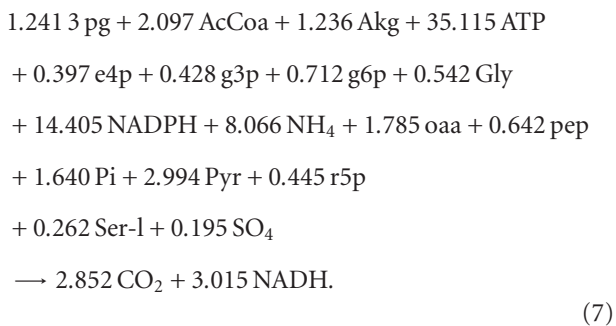 1.241 3 pg + 2.097 AcCoa + 1.236 Akg + 35.115 ATP
+ 0.397 e4p + 0.428 g3p + 0.712 g6p + 0.542 Gly
+ 14.405 NADPH + 8.066 NH₄ + 1.785 oaa + 0.642 pep
+ 1.640 Pi + 2.994 Pyr + 0.445 r5p
+ 0.262 Ser-l + 0.195 SO₄
⟶ 2.852 CO₂ + 3.015 NADH.
(7)